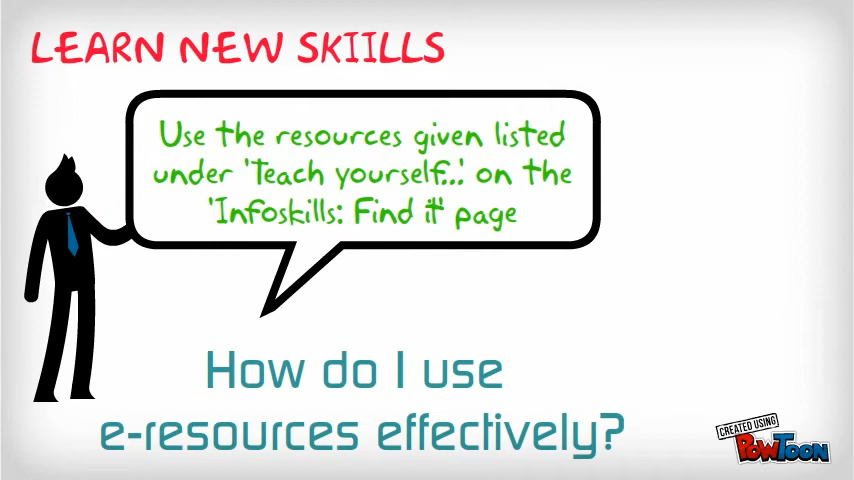 LEARN NEW SKIILLS
Use the resources given listed
under 'Teach yourself...' on the
'Infoskills: Find it' page
How do I use
e-resources effectively?
CREATED USING
POWTOON